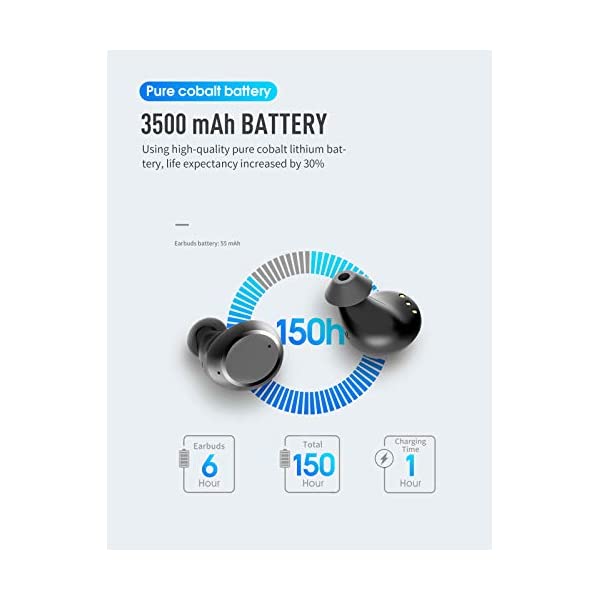 Pure cobalt battery
3500 mAh BATTERY
Using high-quality pure cobalt lithium bat-
tery, life expectancy increased by 30%
Earbuds battery: 55 mAh
150h
Earbuds
6
Hour
Total
150
Hour
Charging
Time
1
Hour